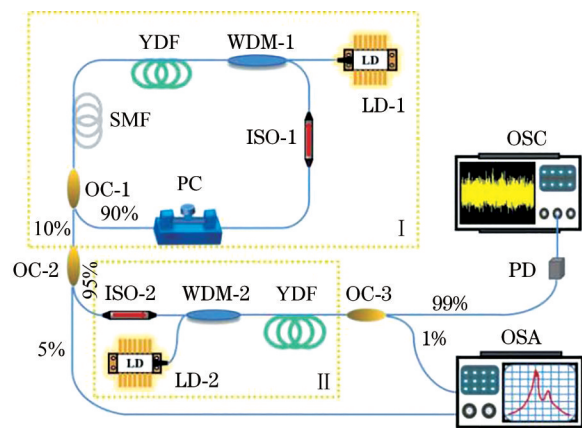 YDF
WDM-1
LD
LD-1
SMF
ISO-1
OSC
OC-1
PC
90%
10%
I
OC-2
95%
PD
ISO-2
WDM-2
YDF
OC-3
99%
5%
LD
1%
OSA
LD-2
II